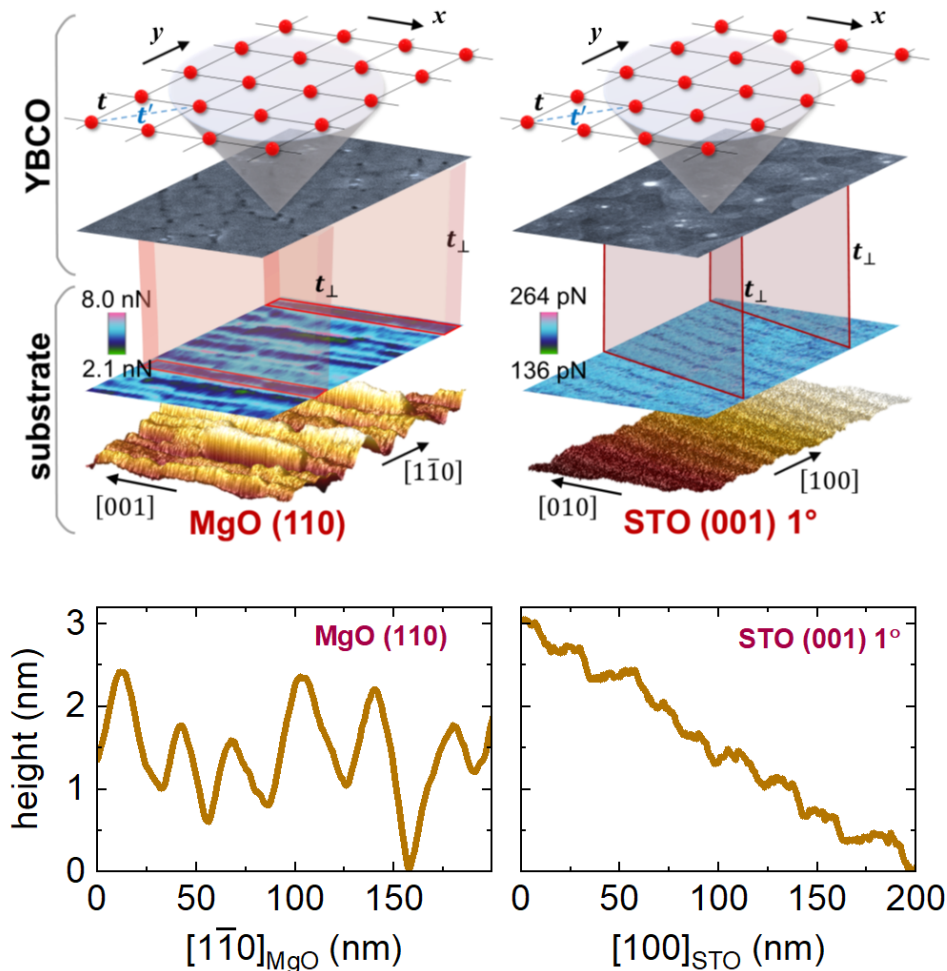 YBCO
substrate
y
x
t
t'
t⊥
t⊥
8.0 nN
2.1 nN
[001]
[11̅0]
MgO (110)
y
x
t
t'
t⊥
t⊥
264 pN
136 pN
[010]
[100]
STO (001) 1°
height (nm)
3
2
1
0
MgO (110)
0
50
100
150
[11̅0]MgO (nm)
STO (001) 1°
0
50
100
150
200
[100]STO (nm)